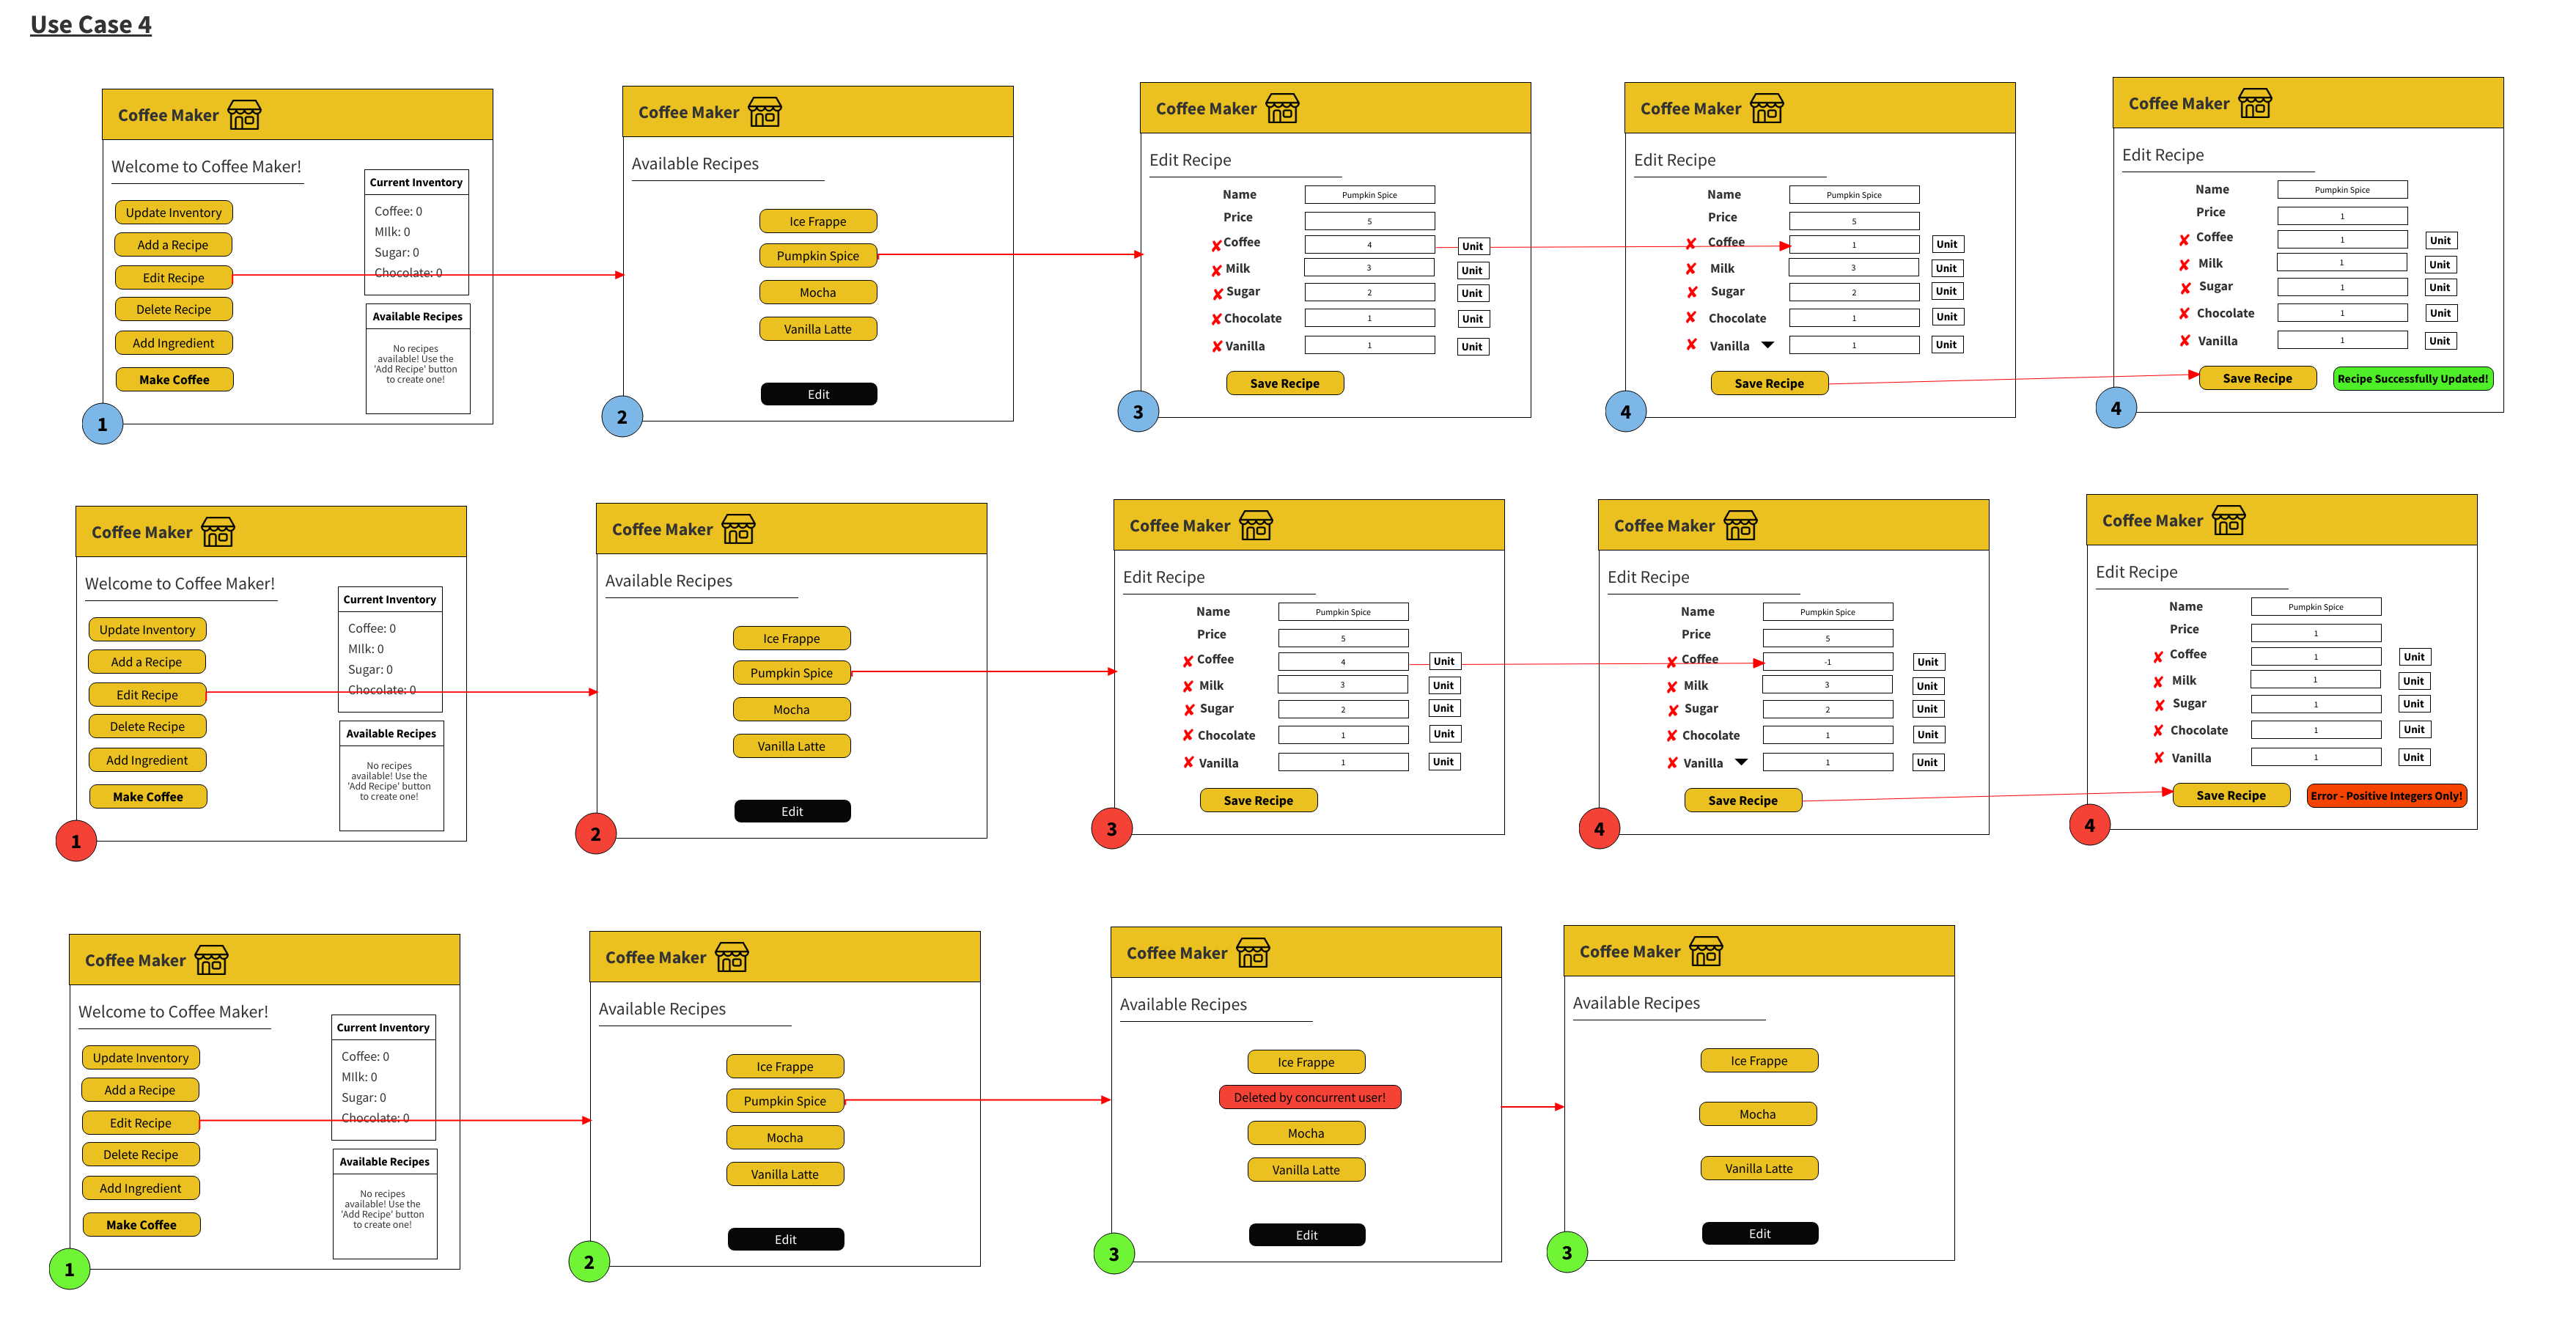 Use Case 4
Coffee Maker
Welcome to Coffee Maker!
Update Inventory
Add a Recipe
Edit Recipe
Delete Recipe
Add Ingredient
Make Coffee
Current Inventory
Coffee: 0
MIlk: 0
Sugar: 0
Chocolate: 0
Available Recipes
No recipes
available! Use the
'Add Recipe' button
to create one!
1
Coffee Maker
Available Recipes
Ice Frappe
Pumpkin Spice
Mocha
Vanilla Latte
Edit
2
Coffee Maker
Edit Recipe
Name Pumpkin Spice
Price 5
✘ Coffee 4 Unit
✘ Milk 3 Unit
✘ Sugar 2 Unit
✘ Chocolate 1 Unit
✘ Vanilla 1 Unit
Save Recipe
3
Coffee Maker
Edit Recipe
Name Pumpkin Spice
Price 5
✘ Coffee 1 Unit
✘ Milk 3 Unit
✘ Sugar 2 Unit
✘ Chocolate 1 Unit
✘ Vanilla 1 Unit
Save Recipe
4
Coffee Maker
Edit Recipe
Name Pumpkin Spice
Price 1
✘ Coffee 1 Unit
✘ Milk 1 Unit
✘ Sugar 1 Unit
✘ Chocolate 1 Unit
✘ Vanilla 1 Unit
Save Recipe Recipe Successfully Updated!
4
Coffee Maker
Welcome to Coffee Maker!
Update Inventory
Add a Recipe
Edit Recipe
Delete Recipe
Add Ingredient
Make Coffee
Current Inventory
Coffee: 0
MIlk: 0
Sugar: 0
Chocolate: 0
Available Recipes
No recipes
available! Use the
'Add Recipe' button
to create one!
1
Coffee Maker
Available Recipes
Ice Frappe
Pumpkin Spice
Mocha
Vanilla Latte
Edit
2
Coffee Maker
Edit Recipe
Name Pumpkin Spice
Price 5
✘ Coffee 4 Unit
✘ Milk 3 Unit
✘ Sugar 2 Unit
✘ Chocolate 1 Unit
✘ Vanilla 1 Unit
Save Recipe
3
Coffee Maker
Edit Recipe
Name Pumpkin Spice
Price 5
✘ Coffee -1 Unit
✘ Milk 3 Unit
✘ Sugar 2 Unit
✘ Chocolate 1 Unit
✘ Vanilla 1 Unit
Save Recipe
4
Coffee Maker
Edit Recipe
Name Pumpkin Spice
Price 1
✘ Coffee 1 Unit
✘ Milk 1 Unit
✘ Sugar 1 Unit
✘ Chocolate 1 Unit
✘ Vanilla 1 Unit
Save Recipe Error - Positive Integers Only!
4
Coffee Maker
Welcome to Coffee Maker!
Update Inventory
Add a Recipe
Edit Recipe
Delete Recipe
Add Ingredient
Make Coffee
Current Inventory
Coffee: 0
MIlk: 0
Sugar: 0
Chocolate: 0
Available Recipes
No recipes
available! Use the
'Add Recipe' button
to create one!
1
Coffee Maker
Available Recipes
Ice Frappe
Pumpkin Spice
Mocha
Vanilla Latte
Edit
2
Coffee Maker
Available Recipes
Ice Frappe
Deleted by concurrent user!
Mocha
Vanilla Latte
Edit
3
Coffee Maker
Available Recipes
Ice Frappe
Mocha
Vanilla Latte
Edit
3